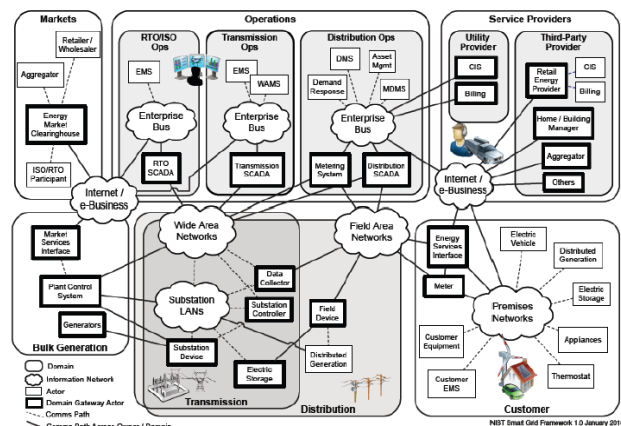 Markets
Operations
Service Providers
RTO/ISO
Ops
Transmission
Ops
Distribution Ops
Utility
Provider
Third-Party
Provider
Retailer /
Wholesaler
Aggregator
Energy
Market
Clearinghouse
ISO/RTO
Participant
EMS
EMS
WAMS
DMS
Asset
Mgmt
Demand
Response
MDMS
Enterprise
Bus
Enterprise
Bus
Enterprise
Bus
RTO
SCADA
Transmission
SCADA
Metering
System
Distribution
SCADA
CIS
Billing
Retail
Energy
Provider
CIS
Billing
Home / Building
Manager
Aggregator
Others
Internet /
e-Business
Internet /
e-Business
Market
Services
Interface
Plant Control
System
Generators
Bulk Generation
Wide Area
Networks
Field Area
Networks
Substation
LANs
Data
Collector
Substation
Controller
Substation
Device
Electric
Storage
Field
Device
Distributed
Generation
Transmission
Distribution
Energy
Services
Interface
Meter
Premises
Networks
Electric
Vehicle
Distributed
Generation
Electric
Storage
Appliances
Thermostat
Customer
Equipment
Customer
EMS
Customer
Domain
Information Network
Actor
Domain Gateway Actor
Comms Path
Comms Path Across Owner / Domain
NIST Smart Grid Framework 1.0 January 2010